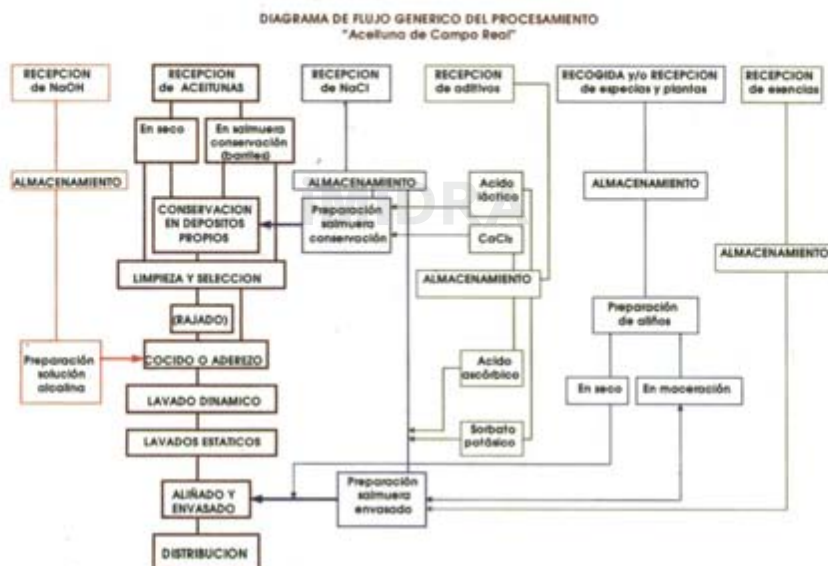 DIAGRAMA DE FLUJO GENERICO DEL PROCESAMIENTO
"Aceituna de Campo Real"
RECEPCION
de NaOH
RECEPCION
de ACEITUNAS
RECEPCION
de NaCl
RECEPCION
de aditivos
RECOGIDA y/o RECEPCION
de especias y plantas
RECEPCION
de esencias
En seco
En salmuera
conservación
(barriles)
ALMACENAMIENTO
ALMACENAMIENTO
Acido
láctico
ALMACENAMIENTO
CONSERVACION
EN DEPOSITOS
PROPIOS
Preparación
salmuera
conservación
CaCl₂
ALMACENAMIENTO
LIMPIEZA Y SELECCION
ALMACENAMIENTO
(RAJADO)
Preparación
de aliños
Preparación
solución
alcalina
COCIDO O ADEREZO
Acido
ascórbico
En seco
En maceración
LAVADO DINAMICO
LAVADOS ESTATICOS
Sorbato
potásico
ALIÑADO Y
ENVASADO
Preparación
salmuera
envasado
DISTRIBUCION